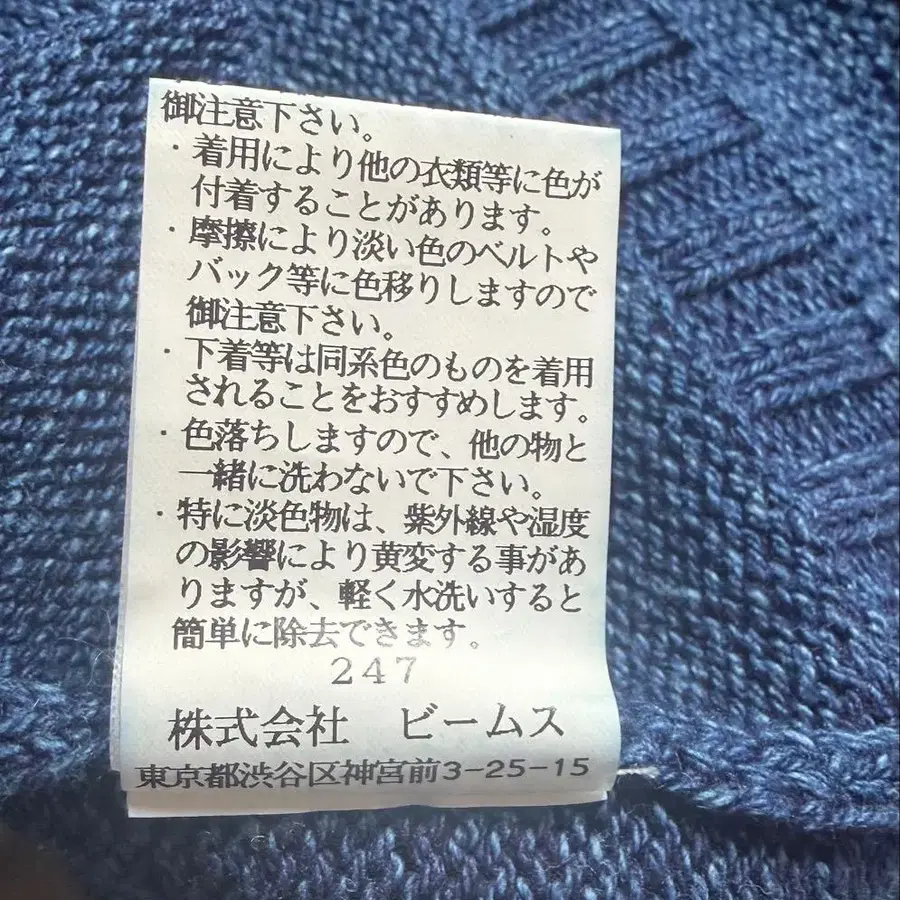 御注意下さい。
・着用により他の衣類等に色が
付着することがあります。
・摩擦により淡い色のベルトや
バック等に色移りしますので
御注意下さい。
・下着等は同系色のものを着用
されることをおすすめします。
・色落ちしますので、他の物と
一緒に洗わないで下さい。
・特に淡色物は、紫外線や湿度
の影響により黄変する事があ
りますが、軽く水洗いすると
簡単に除去できます。
247
株式会社 ビームス
東京都渋谷区神宮前3-25-15